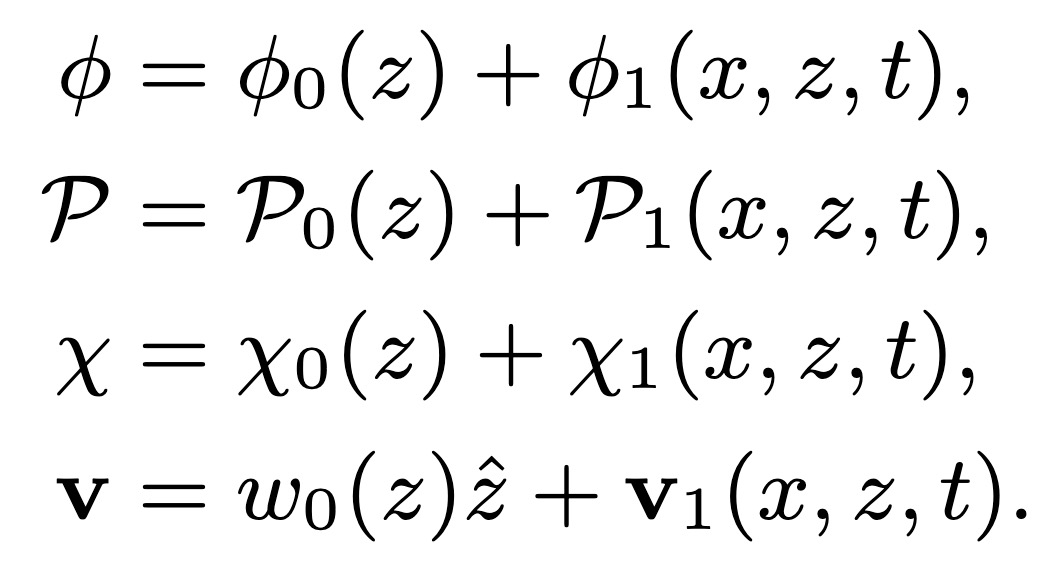 ϕ = ϕ₀(z) + ϕ₁(x, z, t),
𝒫 = 𝒫₀(z) + 𝒫₁(x, z, t),
χ = χ₀(z) + χ₁(x, z, t),
𝐯 = w₀(z)ẑ + 𝐯₁(x, z, t).